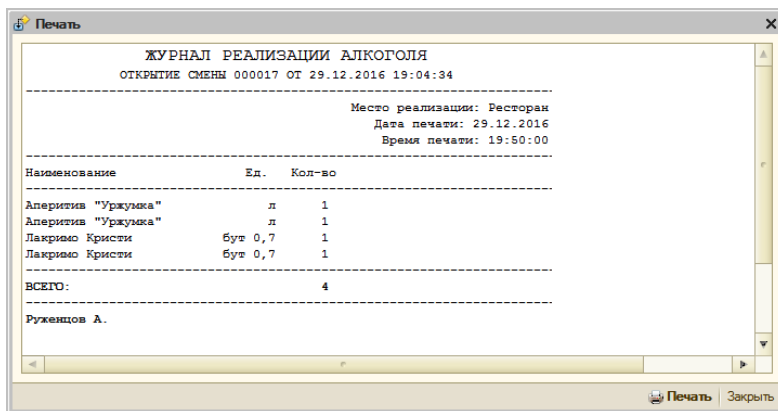 Печать
ЖУРНАЛ РЕАЛИЗАЦИИ АЛКОГОЛЯ
ОТКРЫТИЕ СМЕНЫ 000017 ОТ 29.12.2016 19:04:34
Место реализации: Ресторан
Дата печати: 29.12.2016
Время печати: 19:50:00
Наименование Ед. Кол-во
Аперитив "Уржумка" л 1
Аперитив "Уржумка" л 1
Лакримо Кристи бут 0,7 1
Лакримо Кристи бут 0,7 1
ВСЕГО: 4
Руженцов А.
Печать Закрыть